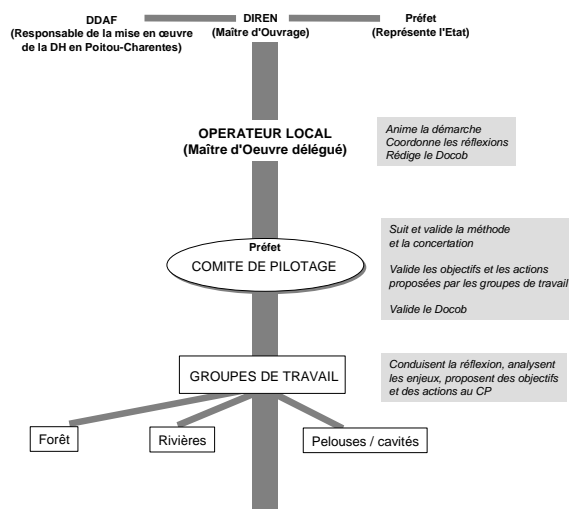 DDAF
(Responsable de la mise en œuvre
de la DH en Poitou-Charentes)
DIREN
(Maître d'Ouvrage)
Préfet
(Représente l'Etat)
OPERATEUR LOCAL
(Maître d'Oeuvre délégué)
Anime la démarche
Coordonne les réflexions
Rédige le Docob
Préfet
COMITE DE PILOTAGE
Suit et valide la méthode
et la concertation
Valide les objectifs et les actions
proposées par les groupes de travail
Valide le Docob
GROUPES DE TRAVAIL
Conduisent la réflexion, analysent
les enjeux, proposent des objectifs
et des actions au CP
Forêt
Rivières
Pelouses / cavités